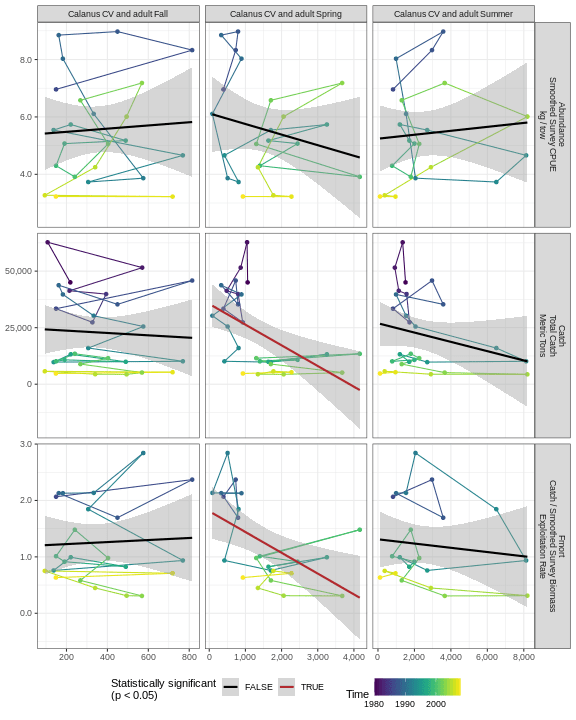 Calanus CV and adult Fall
Calanus CV and adult Spring
Calanus CV and adult Summer
8.0
6.0
4.0
Abundance
Smoothed Survey CPUE
kg / tow
50,000
25,000
0
Catch
Total Catch
Metric Tons
3.0
2.0
1.0
0.0
Fmort
Catch / Smoothed Survey Biomass
Exploitation Rate
200 400 600 800
0 1,000 2,000 3,000 4,000
0 2,000 4,000 6,000 8,000
Statistically significant
(p < 0.05)
FALSE
TRUE
Time
1980 1990 2000